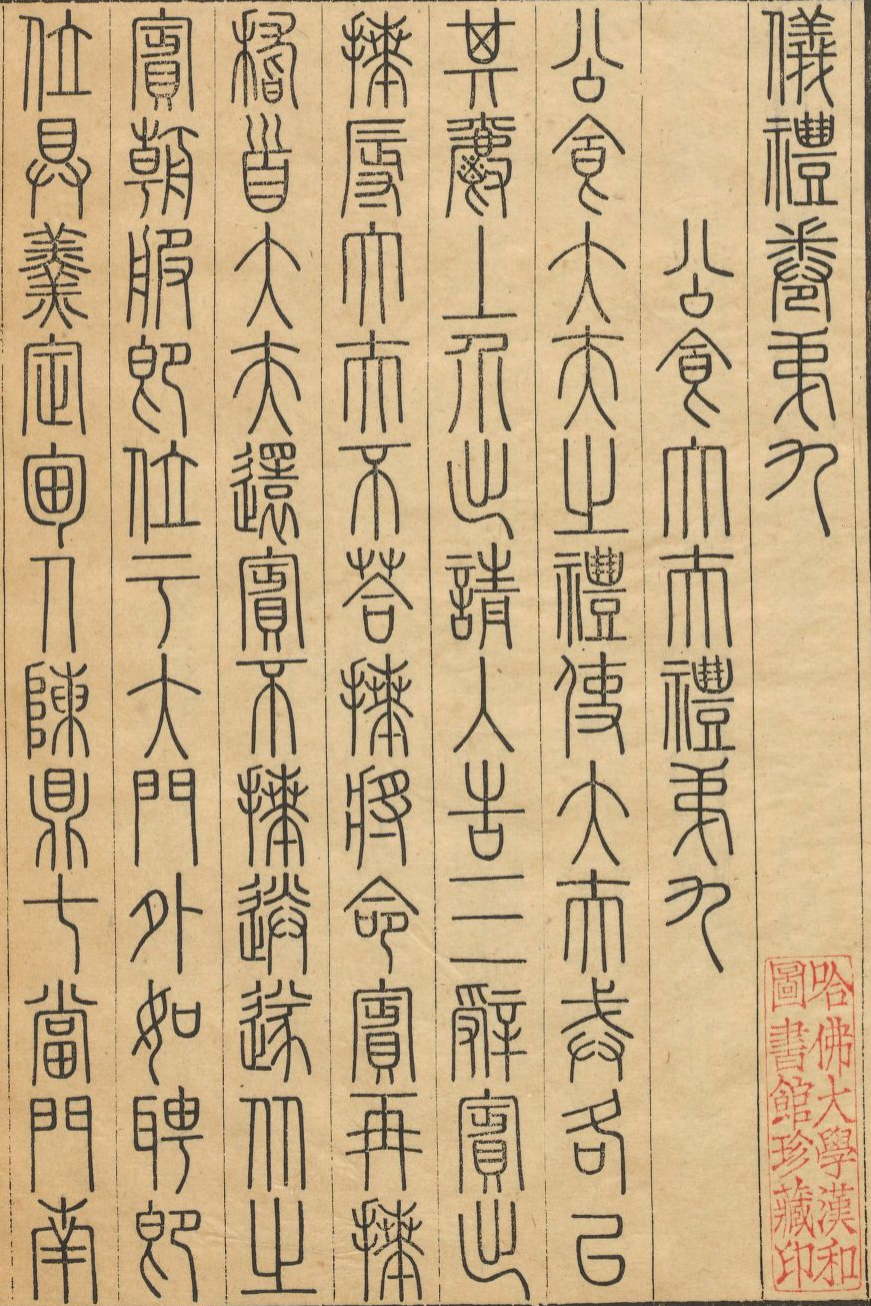 儀禮卷弟九
公食大夫禮弟九
公食大夫之禮使大夫戒各㠯
其爵上介出請入告三辭賓出
拜辱大夫不荅拜將命賓再拜
稽首大夫還賓不拜送遂从之
賓朝服即位于大門外如聘即
位具羹定甸人陳鼎七當門南
哈佛大學漢和
圖書館珍藏印